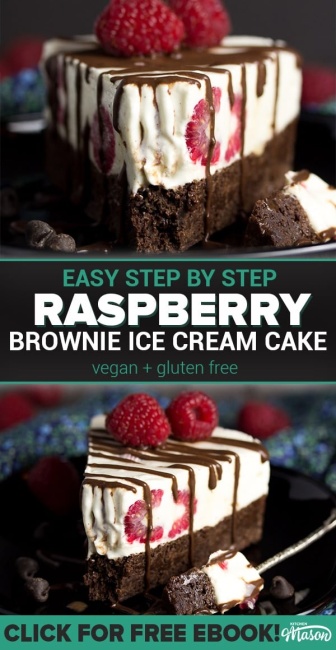 EASY STEP BY STEP
RASPBERRY
BROWNIE ICE CREAM CAKE
vegan + gluten free
CLICK FOR FREE EBOOK!
KITCHEN
Mason